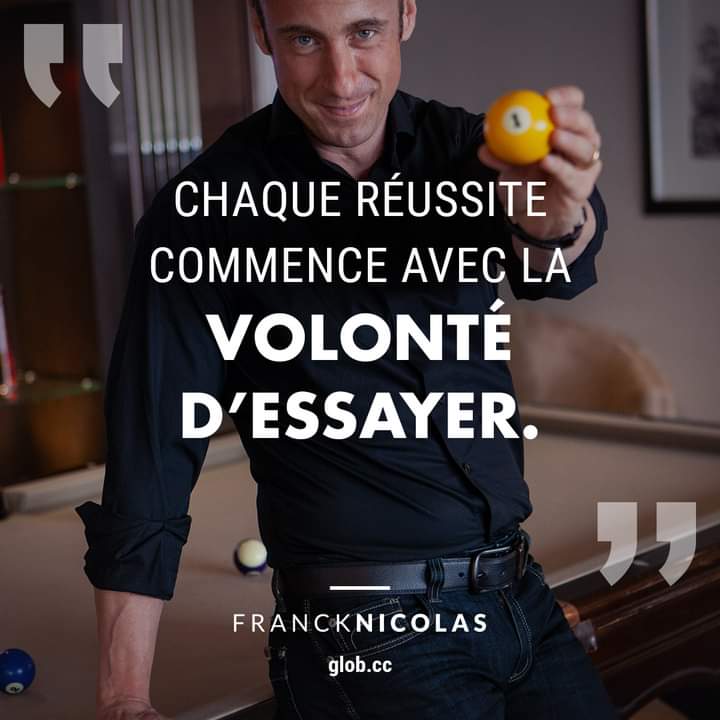 CHAQUE RÉUSSITE
COMMENCE AVEC LA
VOLONTÉ
D'ESSAYER.
FRANCKNICOLAS
glob.cc